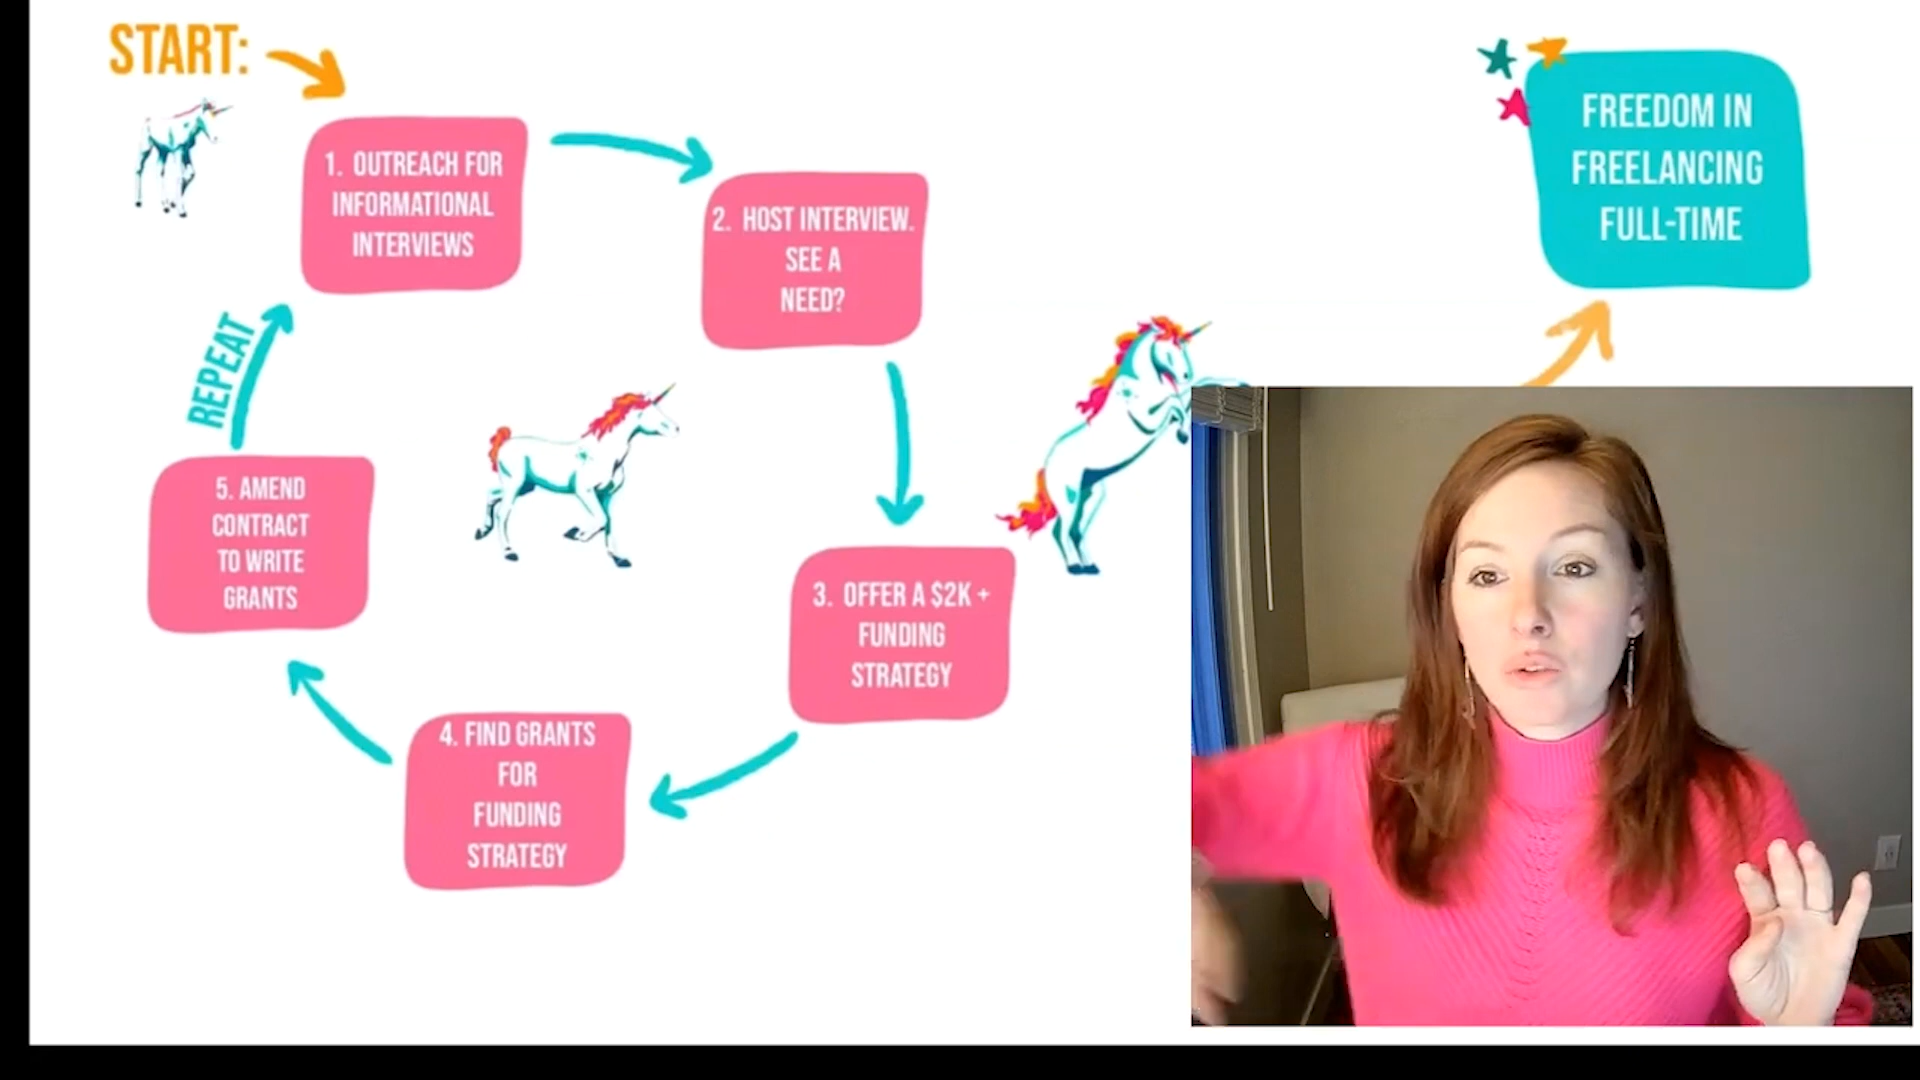 START:
1. OUTREACH FOR
INFORMATIONAL
INTERVIEWS
2. HOST INTERVIEW.
SEE A
NEED?
3. OFFER A $2K +
FUNDING
STRATEGY
4. FIND GRANTS
FOR
FUNDING
STRATEGY
5. AMEND
CONTRACT
TO WRITE
GRANTS
REPEAT
FREEDOM IN
FREELANCING
FULL-TIME